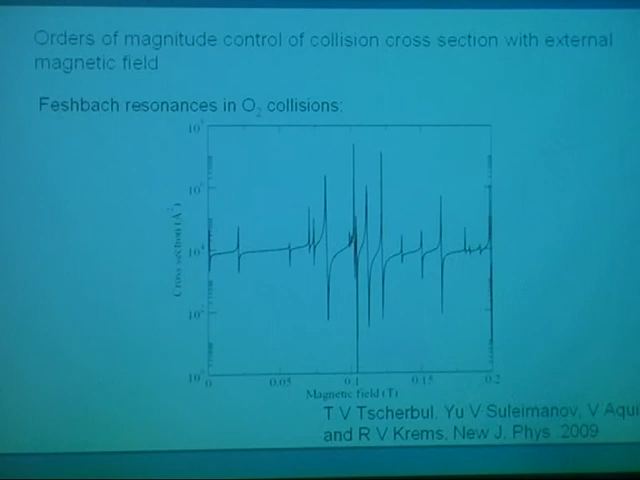 Orders of magnitude control of collision cross section with external
magnetic field
Feshbach resonances in O2 collisions:
Cross section (Å2)
0 0.05 0.1 0.15 0.2
Magnetic field (T)
T V Tscherbul, Yu V Suleimanov, V Aqui
and R V Krems, New J. Phys. 2009